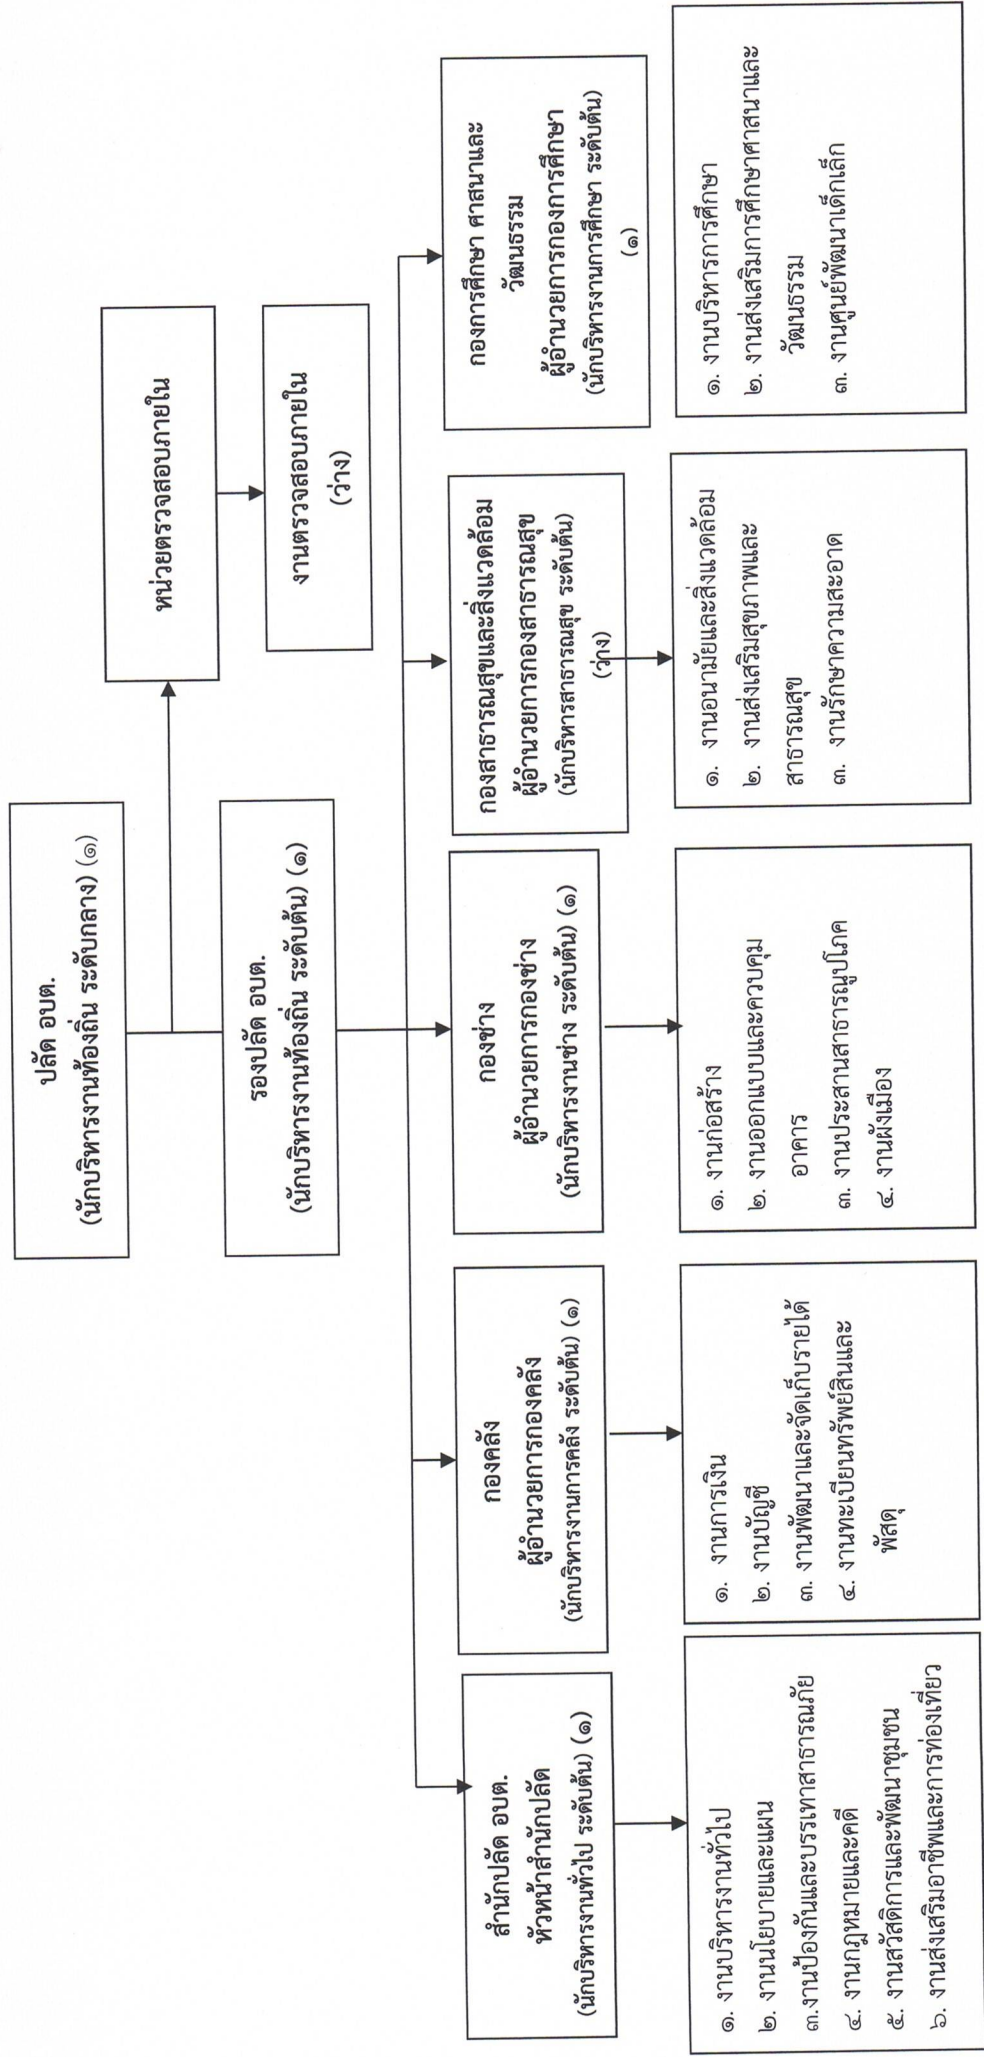 ปลัด อบต.
(นักบริหารงานท้องถิ่น ระดับกลาง) (๑)
หน่วยตรวจสอบภายใน
งานตรวจสอบภายใน
(ว่าง)
รองปลัด อบต.
(นักบริหารงานท้องถิ่น ระดับต้น) (๑)
สำนักปลัด อบต.
หัวหน้าสำนักปลัด
(นักบริหารงานทั่วไป ระดับต้น) (๑)
กองคลัง
ผู้อำนวยการกองคลัง
(นักบริหารงานการคลัง ระดับต้น) (๑)
กองช่าง
ผู้อำนวยการกองช่าง
(นักบริหารงานช่าง ระดับต้น) (๑)
กองสาธารณสุขและสิ่งแวดล้อม
ผู้อำนวยการกองสาธารณสุข
(นักบริหารสาธารณสุข ระดับต้น)
(ว่าง)
กองการศึกษา ศาสนาและ
วัฒนธรรม
ผู้อำนวยการกองการศึกษา
(นักบริหารงานการศึกษา ระดับต้น)
(๑)
๑. งานบริหารงานทั่วไป
๒. งานนโยบายและแผน
๓.งานป้องกันและบรรเทาสาธารณภัย
๔. งานกฎหมายและคดี
๕. งานสวัสดิการและพัฒนาชุมชน
๖. งานส่งเสริมอาชีพและการท่องเที่ยว
๑. งานการเงิน
๒. งานบัญชี
๓. งานพัฒนาและจัดเก็บรายได้
๔. งานทะเบียนทรัพย์สินและ
พัสดุ
๑. งานก่อสร้าง
๒. งานออกแบบและควบคุม
อาคาร
๓. งานประสานสาธารณูปโภค
๔. งานผังเมือง
๑. งานอนามัยและสิ่งแวดล้อม
๒. งานส่งเสริมสุขภาพและ
สาธารณสุข
๓. งานรักษาความสะอาด
๑. งานบริหารการศึกษา
๒. งานส่งเสริมการศึกษาศาสนาและ
วัฒนธรรม
๓. งานศูนย์พัฒนาเด็กเล็ก